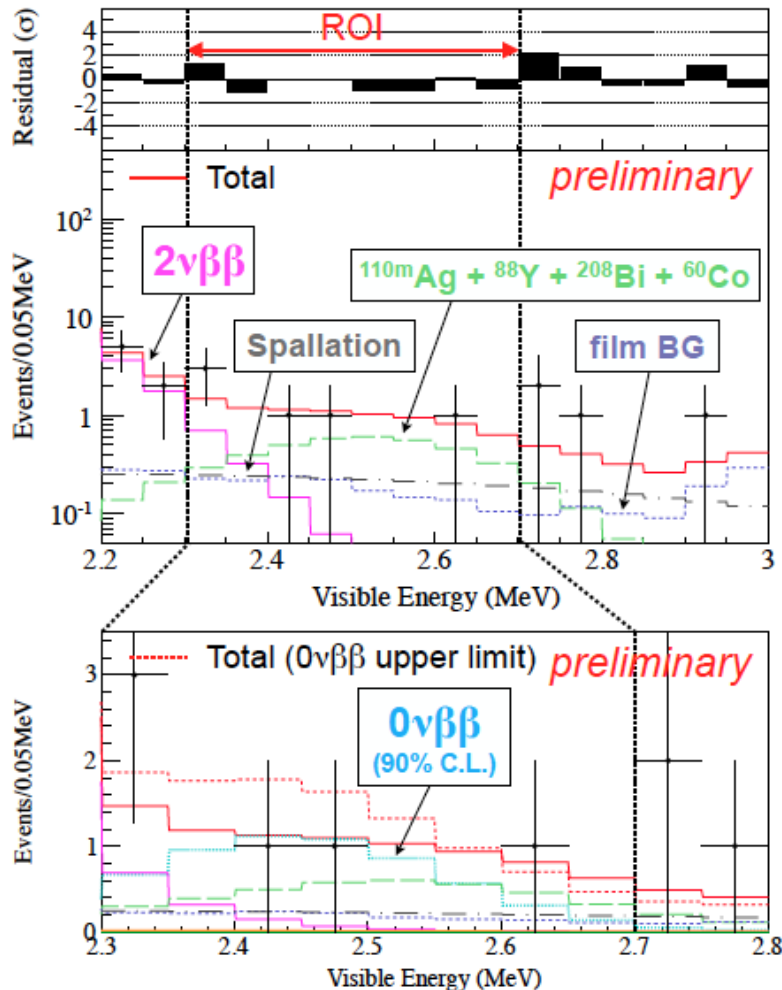 Residual (σ)
4
2
0
-2
-4
ROI
Total
preliminary
Events/0.05MeV
10²
10
1
10⁻¹
2νββ
¹¹⁰ᵐAg + ⁸⁸Y + ²⁰⁸Bi + ⁶⁰Co
Spallation
film BG
2.2
2.4
2.6
2.8
3
Visible Energy (MeV)
Total (0νββ upper limit)
preliminary
Events/0.05MeV
3
2
1
0
0νββ
(90% C.L.)
2.3
2.4
2.5
2.6
2.7
2.8
Visible Energy (MeV)